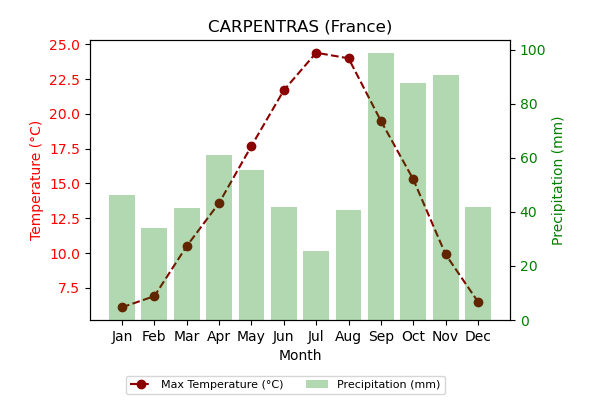 CARPENTRAS (France)
25.0
22.5
20.0
17.5
15.0
12.5
10.0
7.5
Temperature (°C)
100
80
60
40
20
0
Precipitation (mm)
Jan Feb Mar Apr May Jun Jul Aug Sep Oct Nov Dec
Month
Max Temperature (°C) Precipitation (mm)